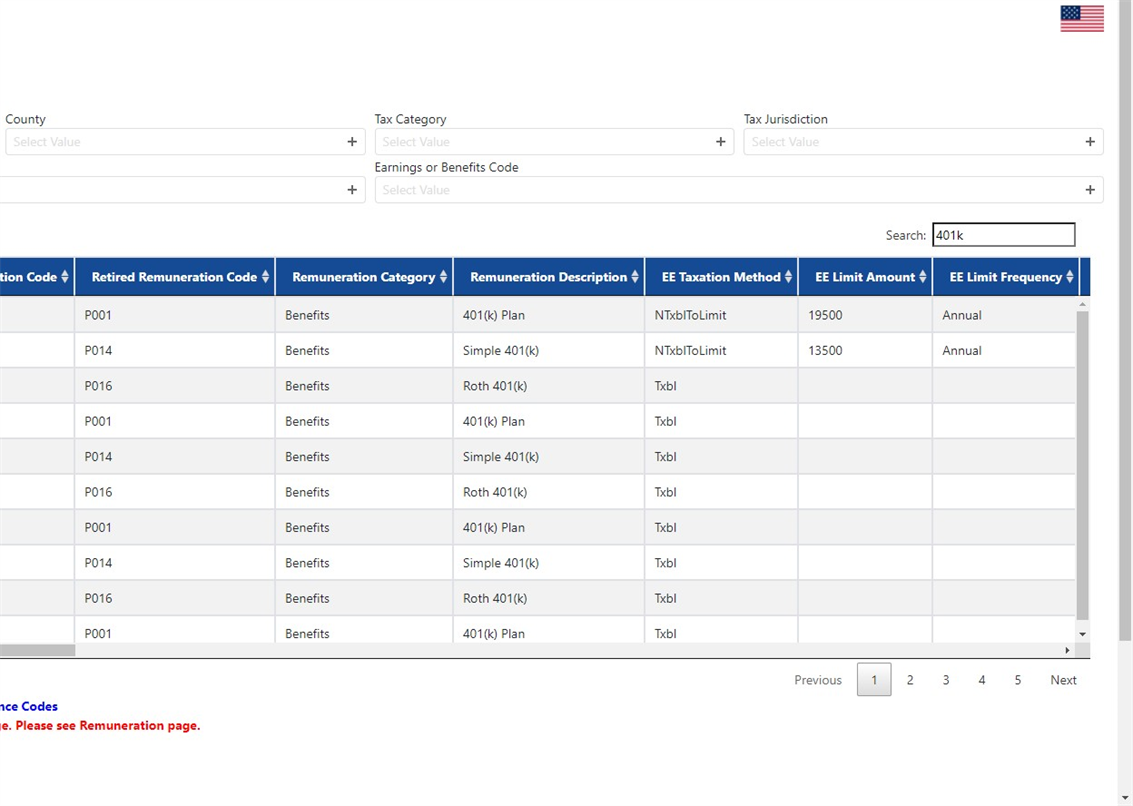 County Tax Category Tax Jurisdiction
Select Value + Select Value + Select Value +
Earnings or Benefits Code
+ Select Value +
Search: 401k
tion Code Retired Remuneration Code Remuneration Category Remuneration Description EE Taxation Method EE Limit Amount EE Limit Frequency
P001 Benefits 401(k) Plan NTxblToLimit 19500 Annual
P014 Benefits Simple 401(k) NTxblToLimit 13500 Annual
P016 Benefits Roth 401(k) Txbl
P001 Benefits 401(k) Plan Txbl
P014 Benefits Simple 401(k) Txbl
P016 Benefits Roth 401(k) Txbl
P001 Benefits 401(k) Plan Txbl
P014 Benefits Simple 401(k) Txbl
P016 Benefits Roth 401(k) Txbl
P001 Benefits 401(k) Plan Txbl
Previous 1 2 3 4 5 Next
nce Codes
ge. Please see Remuneration page.